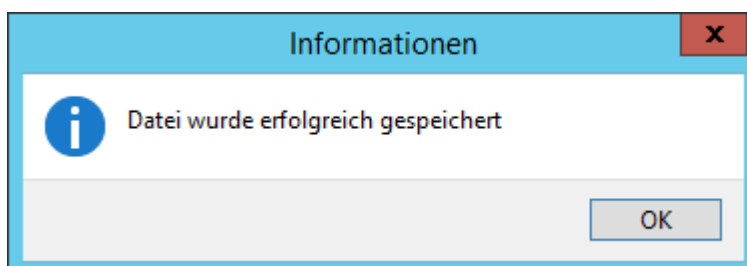 Informationen
x
Datei wurde erfolgreich gespeichert
OK